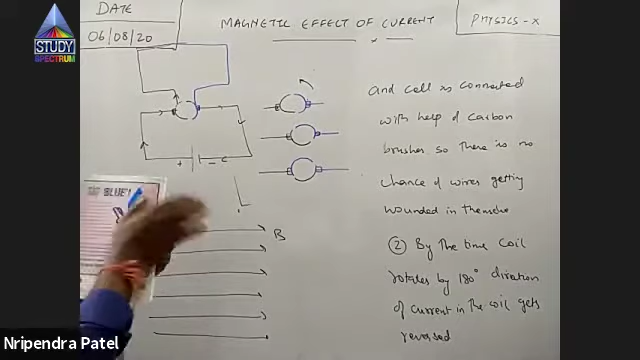 DATE
06/08/20
MAGNETIC EFFECT OF CURRENT
PHYSICS - X
STUDY
SPECTRUM
and cell is connected
with help of carbon
brushes so there is no
chance of wires getting
wounded in
② By the time coil
rotates by 180° diration
of current in the coil gets
reversed
+ -
B
BLUE
Nripendra Patel